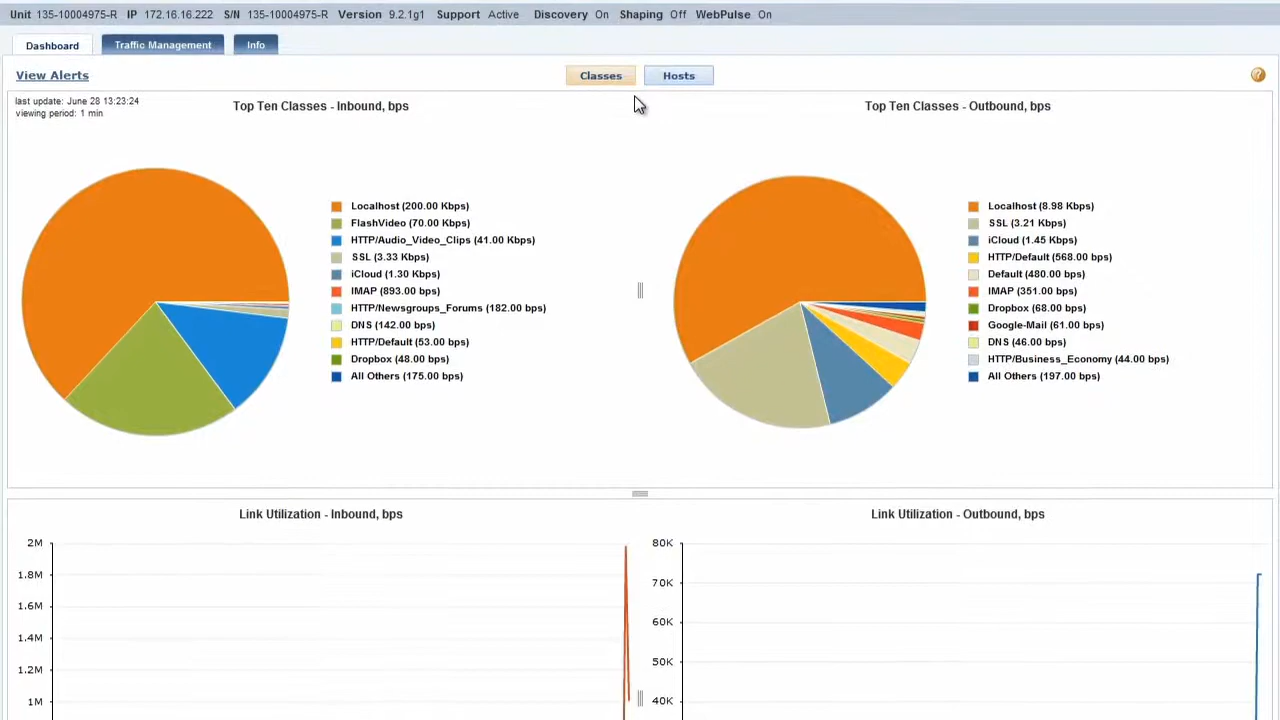 Unit 135-10004975-R IP 172.16.16.222 S/N 135-10004975-R Version 9.2.1g1 Support Active Discovery On Shaping Off WebPulse On
Dashboard Traffic Management Info
View Alerts Classes Hosts ?
last update: June 28 13:23:24
viewing period: 1 min
Top Ten Classes - Inbound, bps
Localhost (200.00 Kbps)
FlashVideo (70.00 Kbps)
HTTP/Audio_Video_Clips (41.00 Kbps)
SSL (3.33 Kbps)
iCloud (1.30 Kbps)
IMAP (893.00 bps)
HTTP/Newsgroups_Forums (182.00 bps)
DNS (142.00 bps)
HTTP/Default (53.00 bps)
Dropbox (48.00 bps)
All Others (175.00 bps)
Top Ten Classes - Outbound, bps
Localhost (8.98 Kbps)
SSL (3.21 Kbps)
iCloud (1.45 Kbps)
HTTP/Default (568.00 bps)
Default (480.00 bps)
IMAP (351.00 bps)
Dropbox (68.00 bps)
Google-Mail (61.00 bps)
DNS (46.00 bps)
HTTP/Business_Economy (44.00 bps)
All Others (197.00 bps)
Link Utilization - Inbound, bps
2M
1.8M
1.6M
1.4M
1.2M
1M
Link Utilization - Outbound, bps
80K
70K
60K
50K
40K